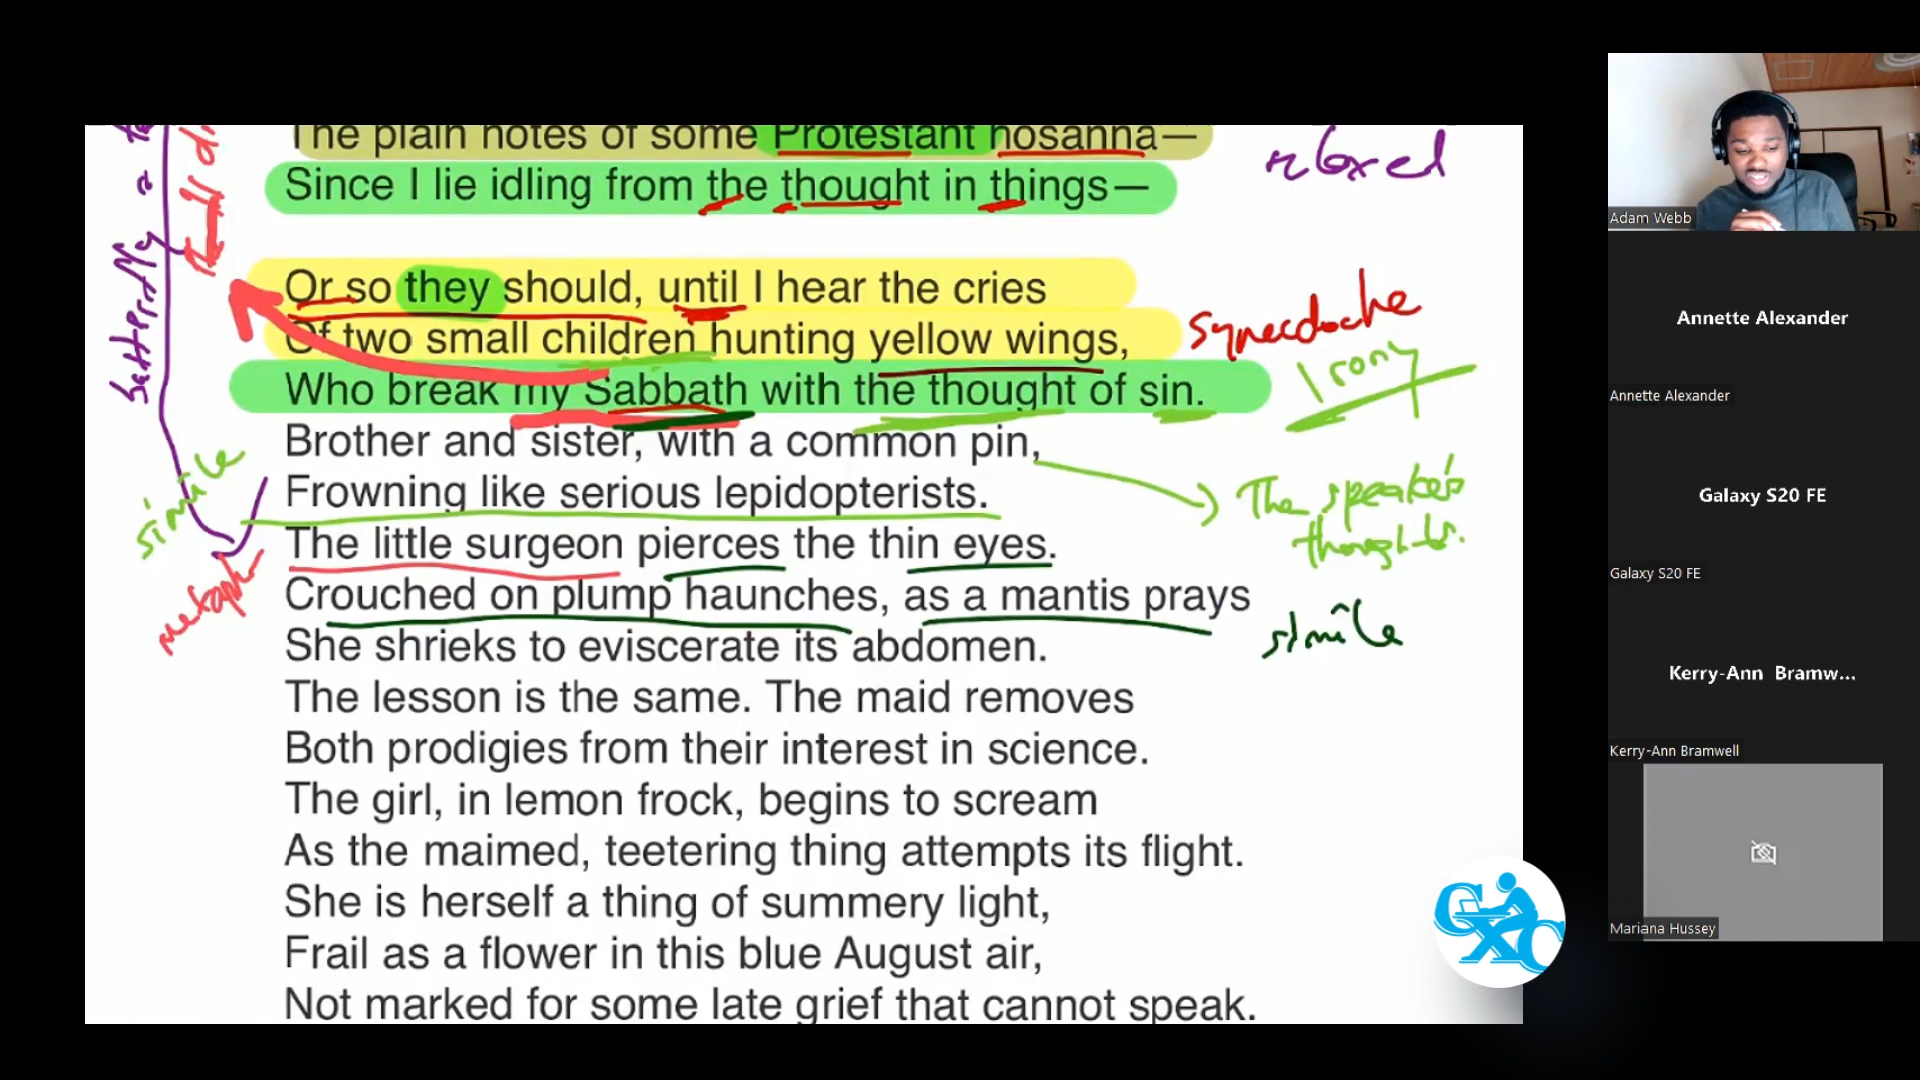 The plain notes of some Protestant hosanna—
relaxed
Since I lie idling from the thought in things—
butterfly =
Or so they should, until I hear the cries
Of two small children hunting yellow wings,
synecdoche
Irony
Who break my Sabbath with the thought of sin.
Brother and sister, with a common pin,
simile
Frowning like serious lepidopterists.
The speaker's
thoughts.
The little surgeon pierces the thin eyes.
metaphor
Crouched on plump haunches, as a mantis prays
simile
She shrieks to eviscerate its abdomen.
The lesson is the same. The maid removes
Both prodigies from their interest in science.
The girl, in lemon frock, begins to scream
As the maimed, teetering thing attempts its flight.
She is herself a thing of summery light,
Frail as a flower in this blue August air,
Not marked for some late grief that cannot speak.
CXC
Adam Webb
Annette Alexander
Annette Alexander
Galaxy S20 FE
Galaxy S20 FE
Kerry-Ann Bramw...
Kerry-Ann Bramwell
Mariana Hussey